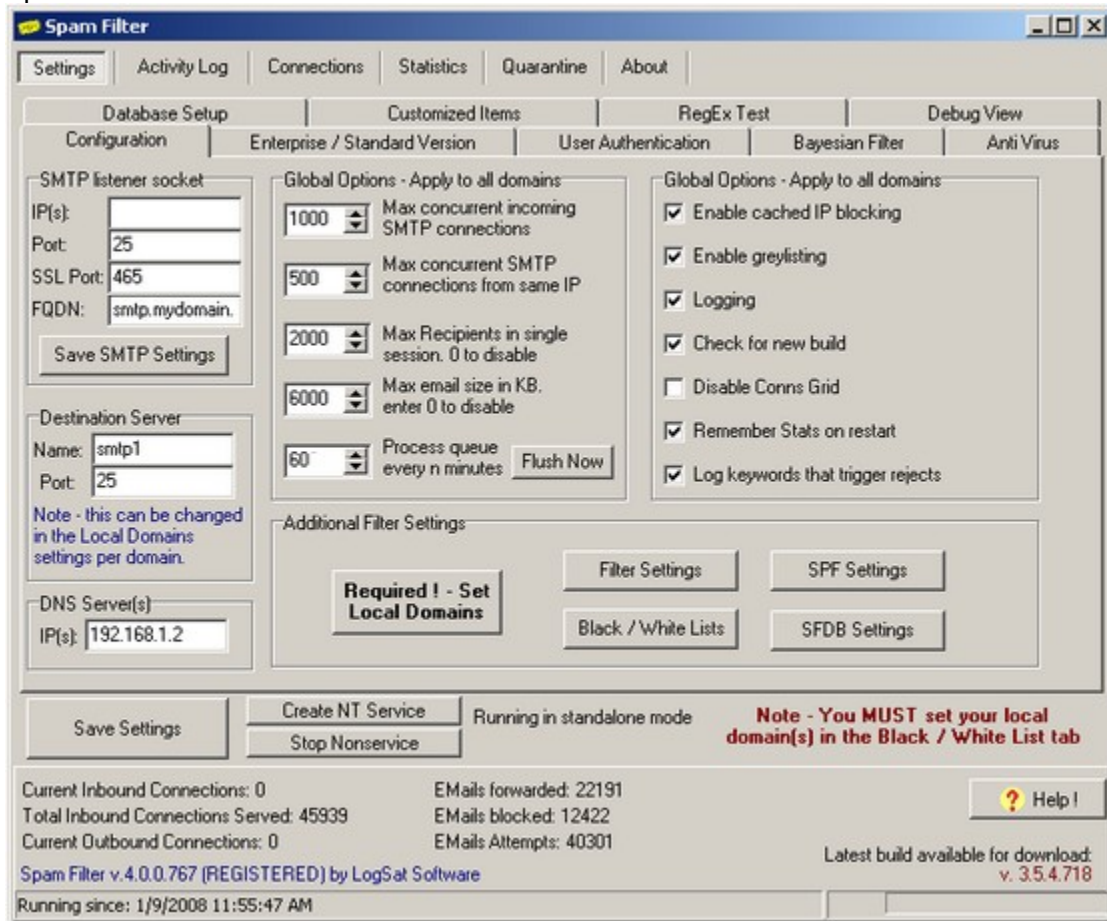 Spam Filter
Settings
Activity Log
Connections
Statistics
Quarantine
About
Database Setup
Customized Items
RegEx Test
Debug View
Configuration
Enterprise / Standard Version
User Authentication
Bayesian Filter
Anti Virus
SMTP listener socket
IP(s):
Port: 25
SSL Port: 465
FQDN: smtp.mydomain.
Save SMTP Settings
Destination Server
Name: smtp1
Port: 25
Note - this can be changed
in the Local Domains
settings per domain.
DNS Server(s)
IP(s): 192.168.1.2
Global Options - Apply to all domains
1000 Max concurrent incoming
SMTP connections
500 Max concurrent SMTP
connections from same IP
2000 Max Recipients in single
session. 0 to disable
6000 Max email size in KB.
enter 0 to disable
60 Process queue
every n minutes
Flush Now
Global Options - Apply to all domains
Enable cached IP blocking
Enable greylisting
Logging
Check for new build
Disable Conns Grid
Remember Stats on restart
Log keywords that trigger rejects
Additional Filter Settings
Required ! - Set
Local Domains
Filter Settings
SPF Settings
Black / White Lists
SFDB Settings
Save Settings
Create NT Service
Stop Nonservice
Running in standalone mode
Note - You MUST set your local
domain(s) in the Black / White List tab
Current Inbound Connections: 0
Total Inbound Connections Served: 45939
Current Outbound Connections: 0
EMails forwarded: 22191
EMails blocked: 12422
EMails Attempts: 40301
Help !
Spam Filter v.4.0.0.767 (REGISTERED) by LogSat Software
Latest build available for download:
v. 3.5.4.718
Running since: 1/9/2008 11:55:47 AM